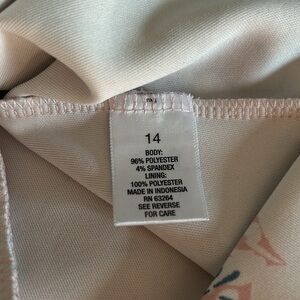 14
BODY:
96% POLYESTER
4% SPANDEX
LINING:
100% POLYESTER
MADE IN INDONESIA
RN 63264
SEE REVERSE
FOR CARE